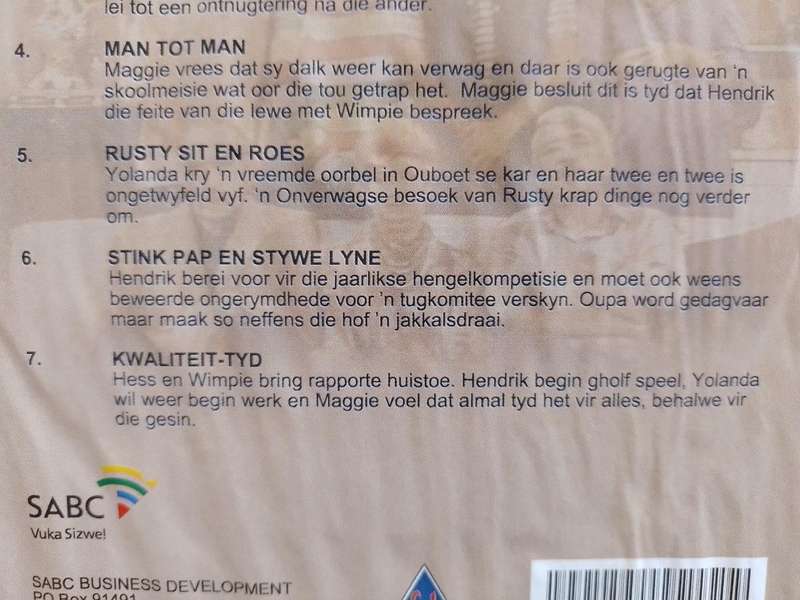 lei tot een ontnugtering na die ander.
4. MAN TOT MAN
Maggie vrees dat sy dalk weer kan verwag en daar is ook gerugte van 'n
skoolmeisie wat oor die tou getrap het. Maggie besluit dit is tyd dat Hendrik
die feite van die lewe met Wimpie bespreek.
5. RUSTY SIT EN ROES
Yolanda kry 'n vreemde oorbel in Ouboet se kar en haar twee en twee is
ongetwyfeld vyf. 'n Onverwagse besoek van Rusty krap dinge nog verder
om.
6. STINK PAP EN STYWE LYNE
Hendrik berei voor vir die jaarlikse hengelkompetisie en moet ook weens
beweerde ongerymdhede voor 'n tugkomitee verskyn. Oupa word gedagvaar
maar maak so neffens die hof 'n jakkalsdraai.
7. KWALITEIT-TYD
Hess en Wimpie bring rapporte huistoe. Hendrik begin gholf speel, Yolanda
wil weer begin werk en Maggie voel dat almal tyd het vir alles, behalwe vir
die gesin.
SABC
Vuka Sizwe!
SABC BUSINESS DEVELOPMENT
PO Box 91491